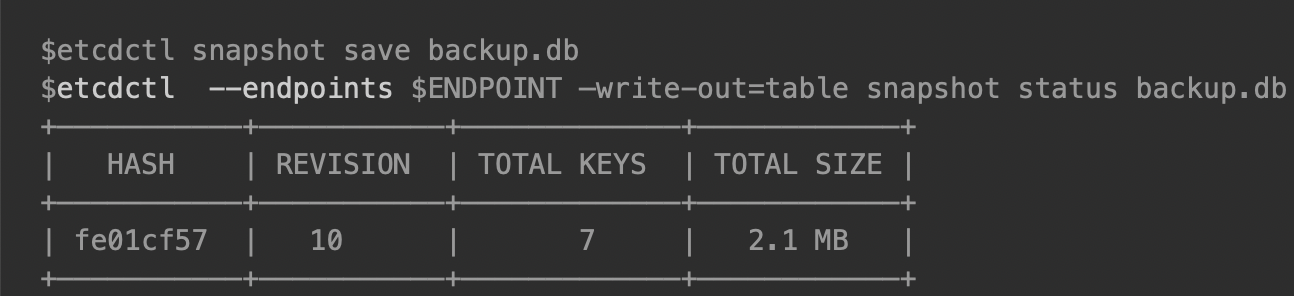 $etcdctl snapshot save backup.db
$etcdctl  --endpoints $ENDPOINT –write-out=table snapshot status backup.db
+———————————+———————————+—————————————+————————————+
|   HASH    | REVISION  | TOTAL KEYS  | TOTAL SIZE |
+———————————+———————————+—————————————+————————————+
| fe01cf57  |   10      |       7     |   2.1 MB   |
+———————————+———————————+—————————————+————————————+